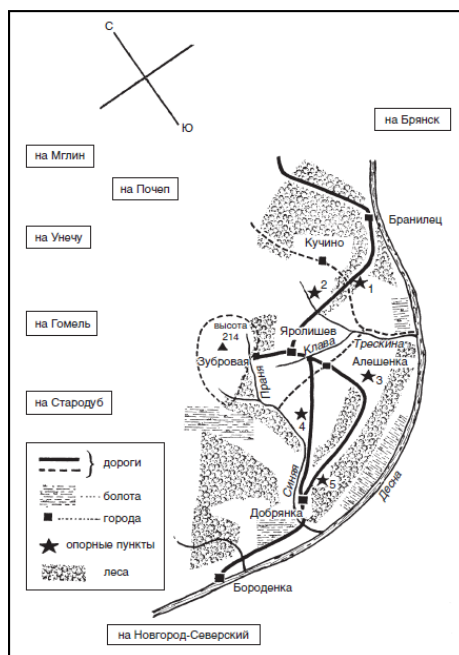 С
Ю
на Брянск
на Мглин
на Почеп
на Унечу
Бранилец
Кучино
2
1
на Гомель
высота
214
Зубровая
Яролишев
Клава
Трескина
Алешенка
3
Граня
на Стародуб
4
Синяя
5
Десна
Добрянка
дороги
болота
города
опорные пункты
леса
Бороденка
на Новгород-Северский